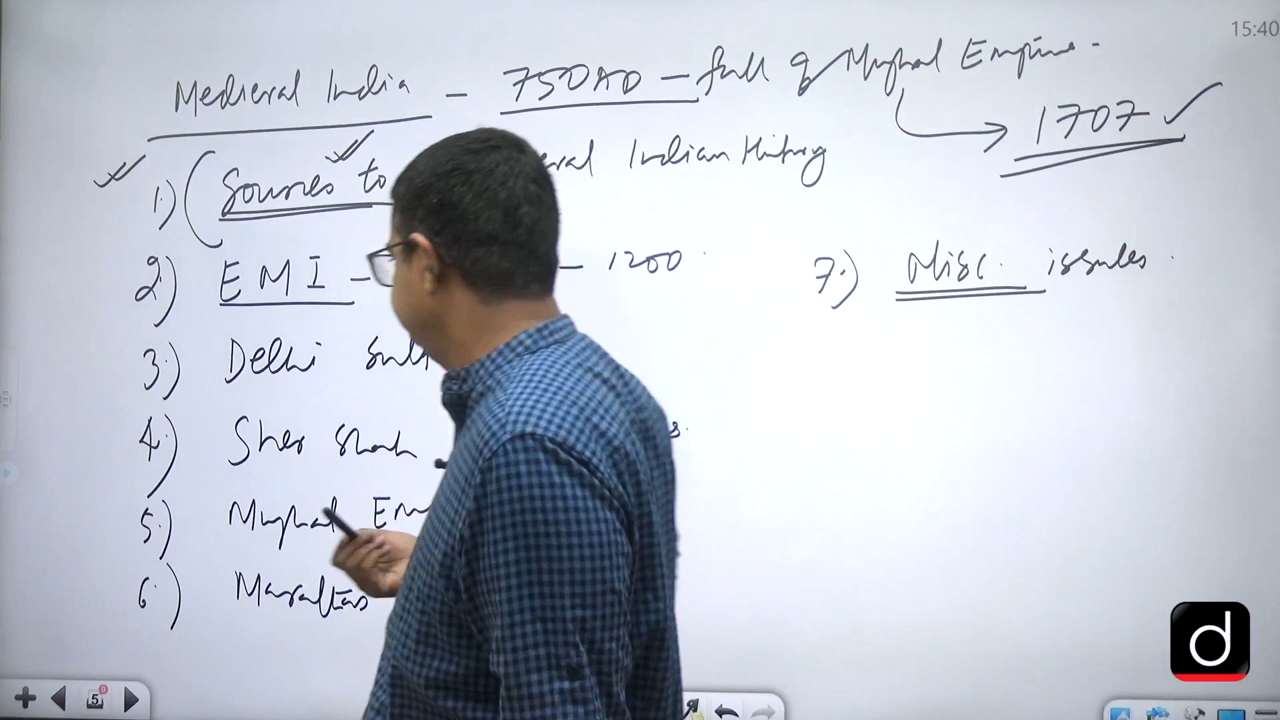 15:40
Medieval India - 750AD - fall of Mughal Empire.
1707
1) Sources to Indian History
2) EMI - - 1200
3) Delhi Sult
4) Sher Shah
5) Mughal Em
6) Marathas
7) Misc. issues.
5
d